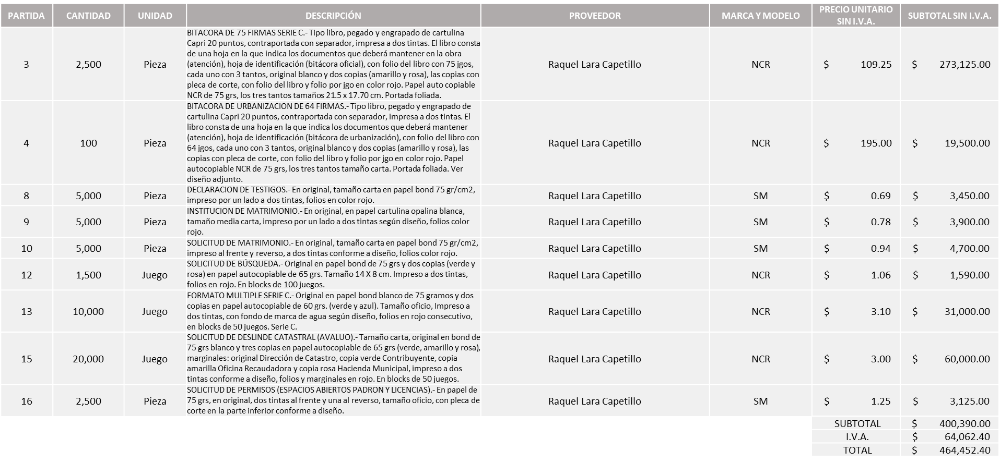 PARTIDA CANTIDAD UNIDAD DESCRIPCIÓN PROVEEDOR MARCA Y MODELO PRECIO UNITARIO SIN I.V.A. SUBTOTAL SIN I.V.A.
3 2,500 Pieza
BITACORA DE 75 FIRMAS SERIE C.- Tipo libro, pegado y engrapado de cartulina
Capri 20 puntos, contraportada con separador, impresa a dos tintas. El libro consta
de una hoja en la que indica los documentos que deberá mantener en la obra
(atención), hoja de identificación (bitácora oficial), con folio del libro con 75 jgos,
cada uno con 3 tantos, original blanco y dos copias (amarillo y rosa), las copias con
pleca de corte, con folio del libro y folio por jgo en color rojo. Papel auto copiable
NCR de 75 grs, los tres tantos tamaños 21.5 x 17.70 cm. Portada foliada.
Raquel Lara Capetillo NCR $ 109.25 $ 273,125.00
4 100 Pieza
BITACORA DE URBANIZACION DE 64 FIRMAS.- Tipo libro, pegado y engrapado de
cartulina Capri 20 puntos, contraportada con separador, impresa a dos tintas. El
libro consta de una hoja en la que indica los documentos que deberá mantener
(atención), hoja de identificación (bitácora de urbanización), con folio del libro con
64 jgos, cada uno con 3 tantos, original blanco y dos copias (amarillo y rosa), las
copias con pleca de corte, con folio del libro y folio por jgo en color rojo. Papel
autocopiable NCR de 75 grs, los tres tantos tamaño carta. Portada foliada. Ver
diseño adjunto.
Raquel Lara Capetillo NCR $ 195.00 $ 19,500.00
8 5,000 Pieza
DECLARACION DE TESTIGOS.- En original, tamaño carta en papel bond 75 gr/cm2,
impreso por un lado a dos tintas, folios en color rojo.
Raquel Lara Capetillo SM $ 0.69 $ 3,450.00
9 5,000 Pieza
INSTITUCION DE MATRIMONIO.- En original, en papel cartulina opalina blanca,
tamaño media carta, impreso por un lado a dos tintas según diseño, folios color
rojo.
Raquel Lara Capetillo SM $ 0.78 $ 3,900.00
10 5,000 Pieza
SOLICITUD DE MATRIMONIO.- En original, tamaño carta en papel bond 75 gr/cm2,
impreso al frente y reverso, a dos tintas conforme a diseño, folios color rojo.
Raquel Lara Capetillo SM $ 0.94 $ 4,700.00
12 1,500 Juego
SOLICITUD DE BÚSQUEDA.- Original en papel bond de 75 grs y dos copias (verde y
rosa) en papel autocopiable de 65 grs. Tamaño 14 X 8 cm. Impreso a dos tintas,
folios en rojo. En blocks de 100 juegos.
Raquel Lara Capetillo NCR $ 1.06 $ 1,590.00
13 10,000 Juego
FORMATO MULTIPLE SERIE C.- Original en papel bond blanco de 75 gramos y dos
copias en papel autocopiable de 60 grs. (verde y azul). Tamaño oficio, Impreso a
dos tintas, con fondo de marca de agua según diseño, folios en rojo consecutivo,
en blocks de 50 juegos. Serie C.
Raquel Lara Capetillo NCR $ 3.10 $ 31,000.00
15 20,000 Juego
SOLICITUD DE DESLINDE CATASTRAL (AVALUO).- Tamaño carta, original en bond de
75 grs blanco y tres copias en papel autocopiable de 65 grs (verde, amarillo y rosa),
marginales: original Dirección de Catastro, copia verde Contribuyente, copia
amarilla Oficina Recaudadora y copia rosa Hacienda Municipal, impreso a dos
tintas conforme a diseño, folios y marginales en rojo. En blocks de 50 juegos.
Raquel Lara Capetillo NCR $ 3.00 $ 60,000.00
16 2,500 Pieza
SOLICITUD DE PERMISOS (ESPACIOS ABIERTOS PADRON Y LICENCIAS).- En papel de
75 grs, en original, dos tintas al frente y una al reverso, tamaño oficio, con pleca de
corte en la parte inferior conforme a diseño.
Raquel Lara Capetillo SM $ 1.25 $ 3,125.00
SUBTOTAL $ 400,390.00
I.V.A. $ 64,062.40
TOTAL $ 464,452.40